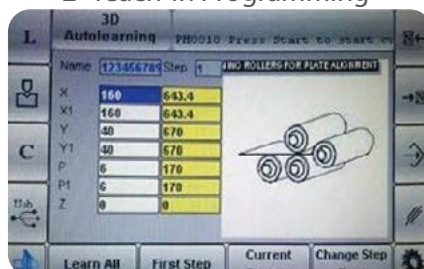 2 Teach in Programming
L
3D
Autolearning
PH0010 Press Start to start
Name 123456789 Step 1
X 160 643.4
X1 160 643.4
Y 40 670
Y1 40 670
P 6 170
P1 6 170
Z 0 0
ROLLERS FOR PLATE ALIGNMENT
C
Usb
Learn All
First Step
Current
Change Step